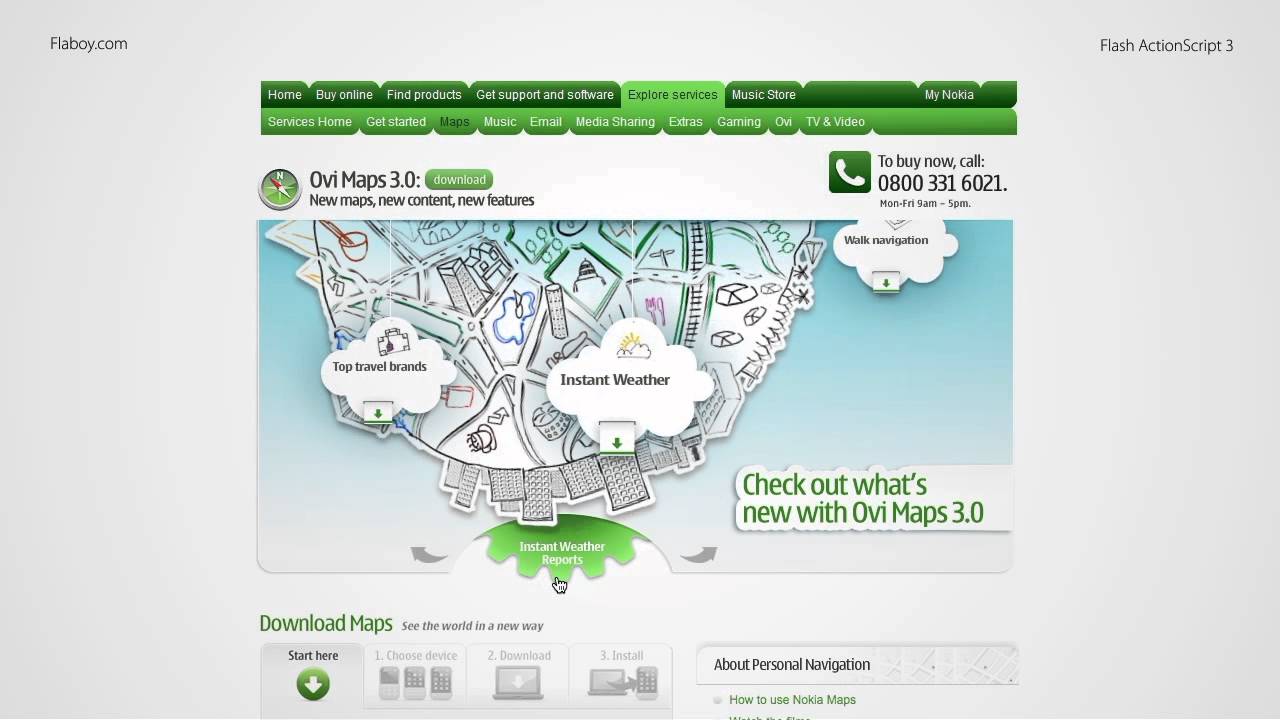 Flaboy.com
Flash ActionScript 3
Home Buy online Find products Get support and software Explore services Music Store My Nokia
Services Home Get started Maps Music Email Media Sharing Extras Gaming Ovi TV & Video
N
Ovi Maps 3.0: download
New maps, new content, new features
To buy now, call:
0800 331 6021.
Mon-Fri 9am – 5pm.
Walk navigation
Top travel brands
Instant Weather
Check out what's
new with Ovi Maps 3.0
Instant Weather
Reports
Download Maps See the world in a new way
Start here 1. Choose device 2. Download 3. Install
About Personal Navigation
How to use Nokia Maps
Watch the films